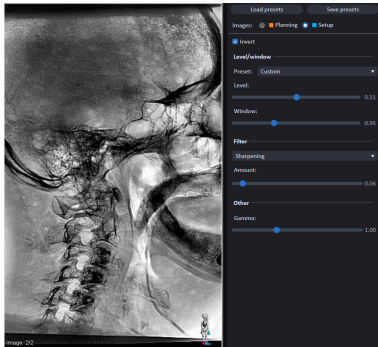 Load presets Save presets
Images: Planning Setup
Invert
Level/window
Preset: Custom
Level:
0.51
Window:
0.95
Filter
Sharpening
Amount:
0.06
Other
Gamma:
1.00
Image: 2/2